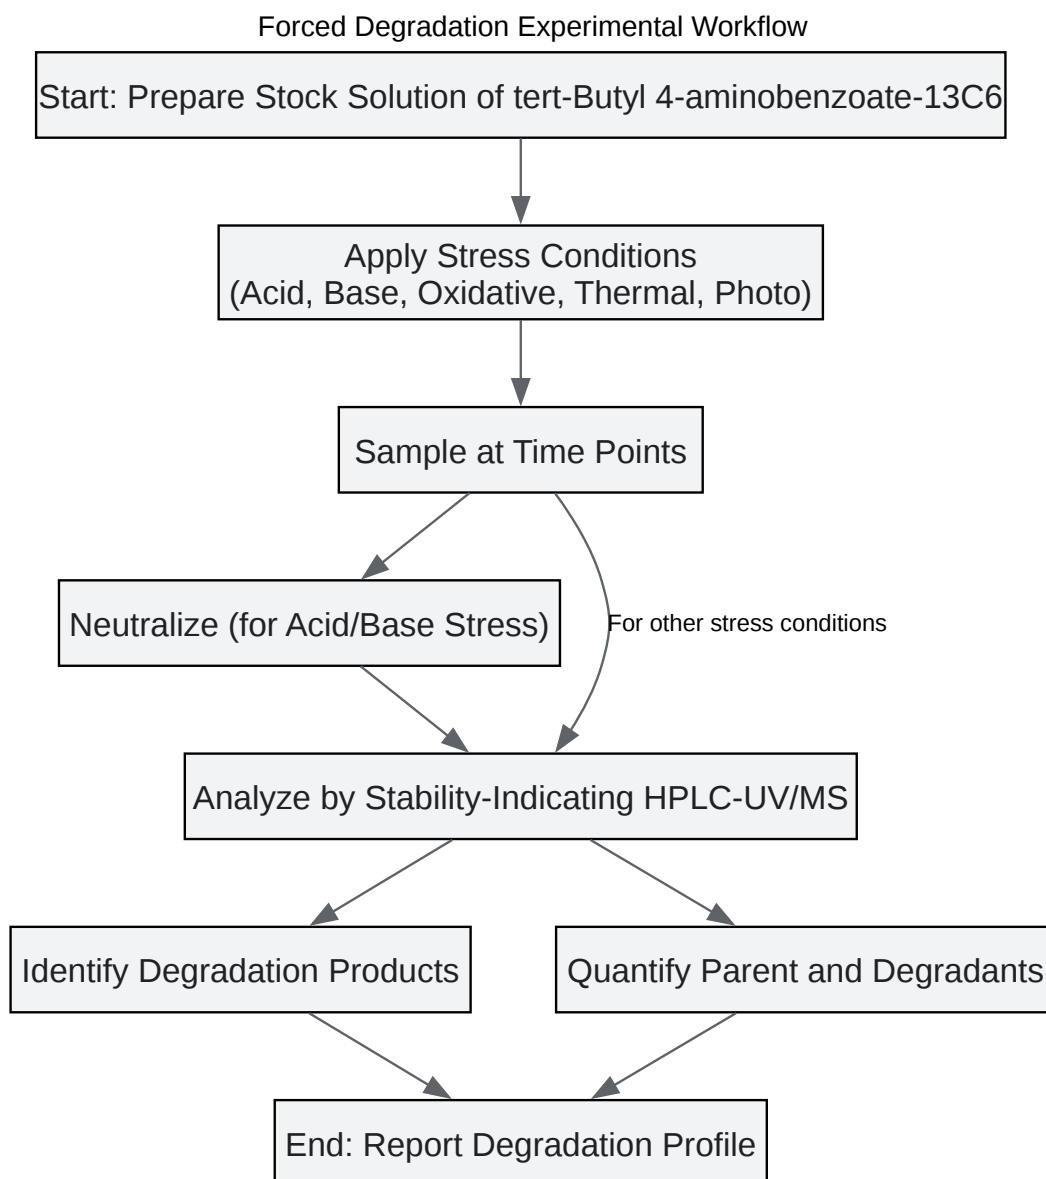 Forced Degradation Experimental Workflow
Start: Prepare Stock Solution of tert-Butyl 4-aminobenzoate-13C6
Apply Stress Conditions
(Acid, Base, Oxidative, Thermal, Photo)
Sample at Time Points
Neutralize (for Acid/Base Stress)
For other stress conditions
Analyze by Stability-Indicating HPLC-UV/MS
Identify Degradation Products
Quantify Parent and Degradants
End: Report Degradation Profile